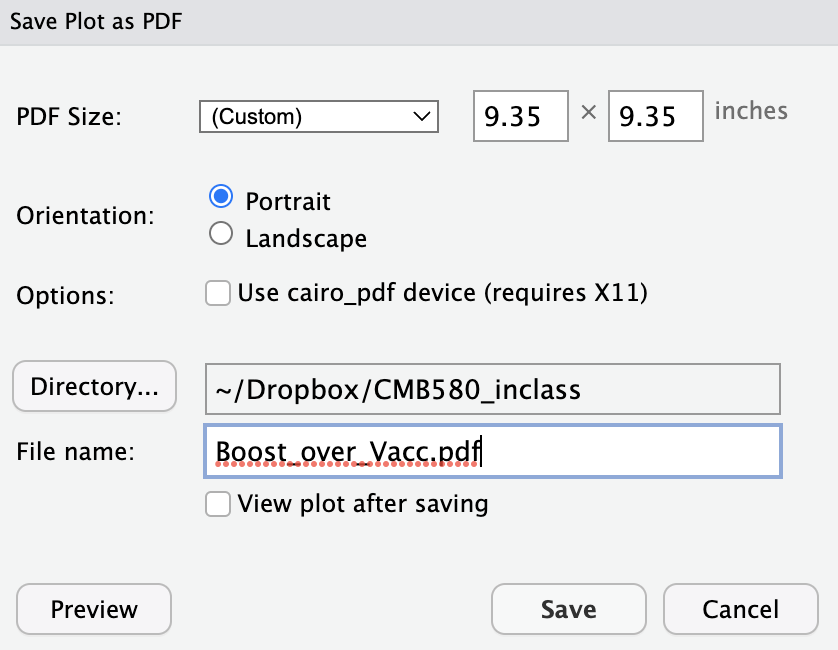 Save Plot as PDF
PDF Size: (Custom) 9.35 × 9.35 inches
Orientation: Portrait
Landscape
Options: Use cairo_pdf device (requires X11)
Directory... ~/Dropbox/CMB580_inclass
File name: Boost_over_Vacc.pdf
View plot after saving
Preview Save Cancel